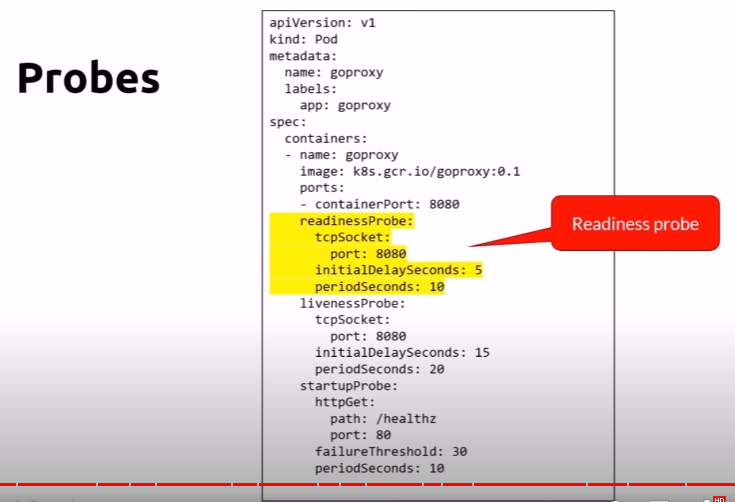 Probes
apiVersion: v1
kind: Pod
metadata:
  name: goproxy
  labels:
    app: goproxy
spec:
  containers:
  - name: goproxy
    image: k8s.gcr.io/goproxy:0.1
    ports:
    - containerPort: 8080
    readinessProbe:
      tcpSocket:
        port: 8080
      initialDelaySeconds: 5
      periodSeconds: 10
    livenessProbe:
      tcpSocket:
        port: 8080
      initialDelaySeconds: 15
      periodSeconds: 20
    startupProbe:
      httpGet:
        path: /healthz
        port: 80
      failureThreshold: 30
      periodSeconds: 10
Readiness probe
HD